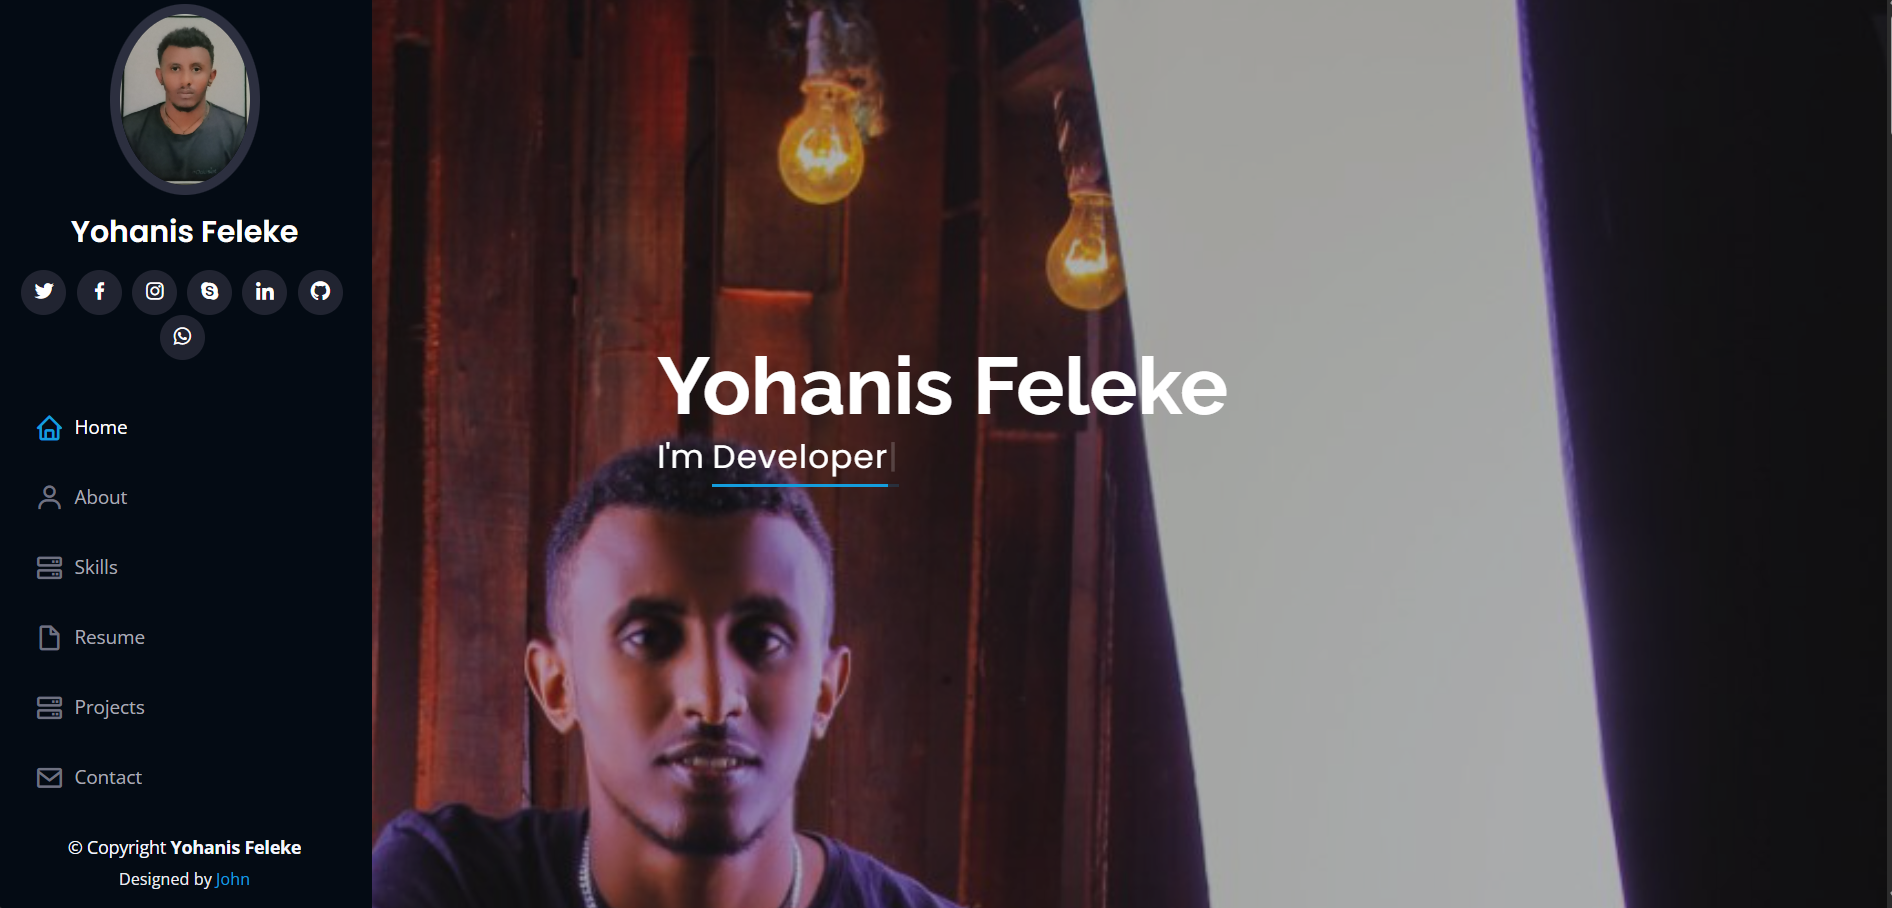 Yohanis Feleke
Home
About
Skills
Resume
Projects
Contact
© Copyright Yohanis Feleke
Designed by John
Yohanis Feleke
I'm Developer